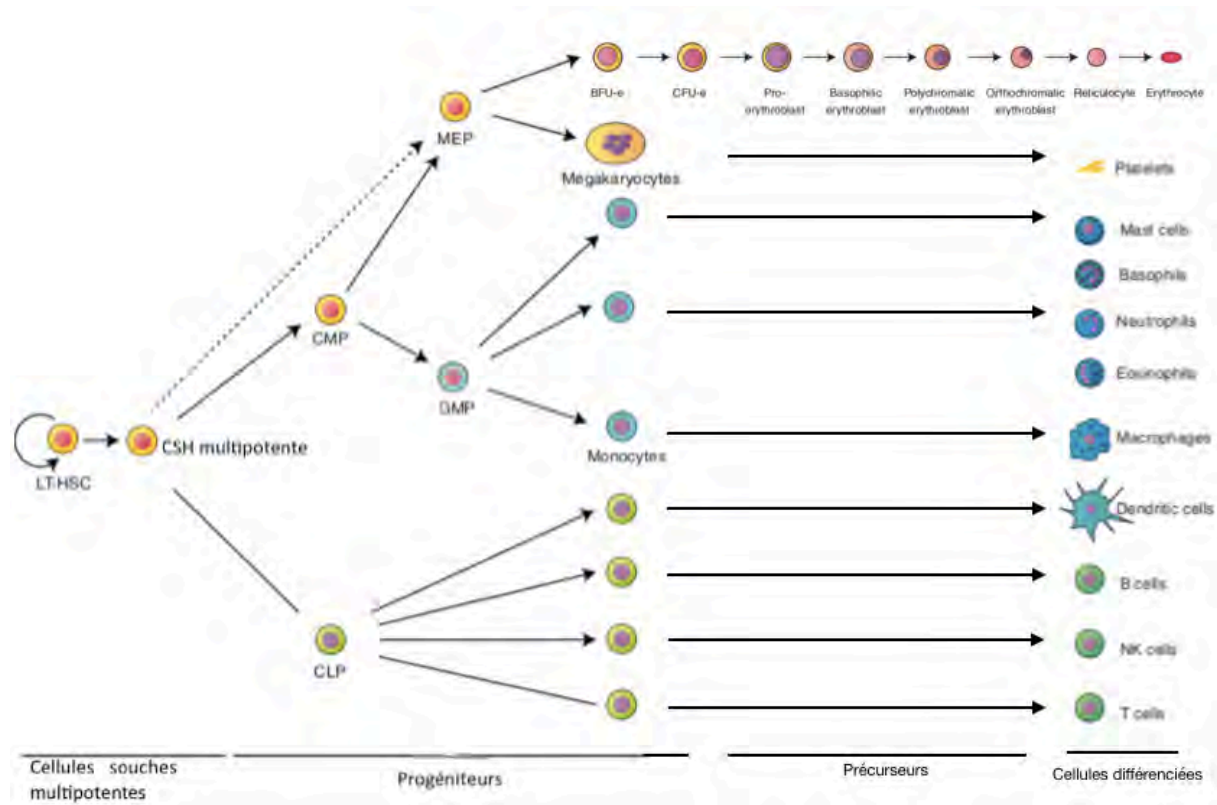 BFU-e
CFU-e
Pro-
erythroblast
Basophilic
erythroblast
Polychromatic
erythroblast
Orthochromatic
erythroblast
Reticulocyte
Erythrocyte
MEP
Megakaryocytes
Platelets
Mast cells
Basophils
CMP
Neutrophils
GMP
Eosinophils
LT-HSC
CSH multipotente
Monocytes
Macrophages
Dendritic cells
B cells
CLP
NK cells
T cells
Cellules souches
multipotentes
Progéniteurs
Précurseurs
Cellules différenciées